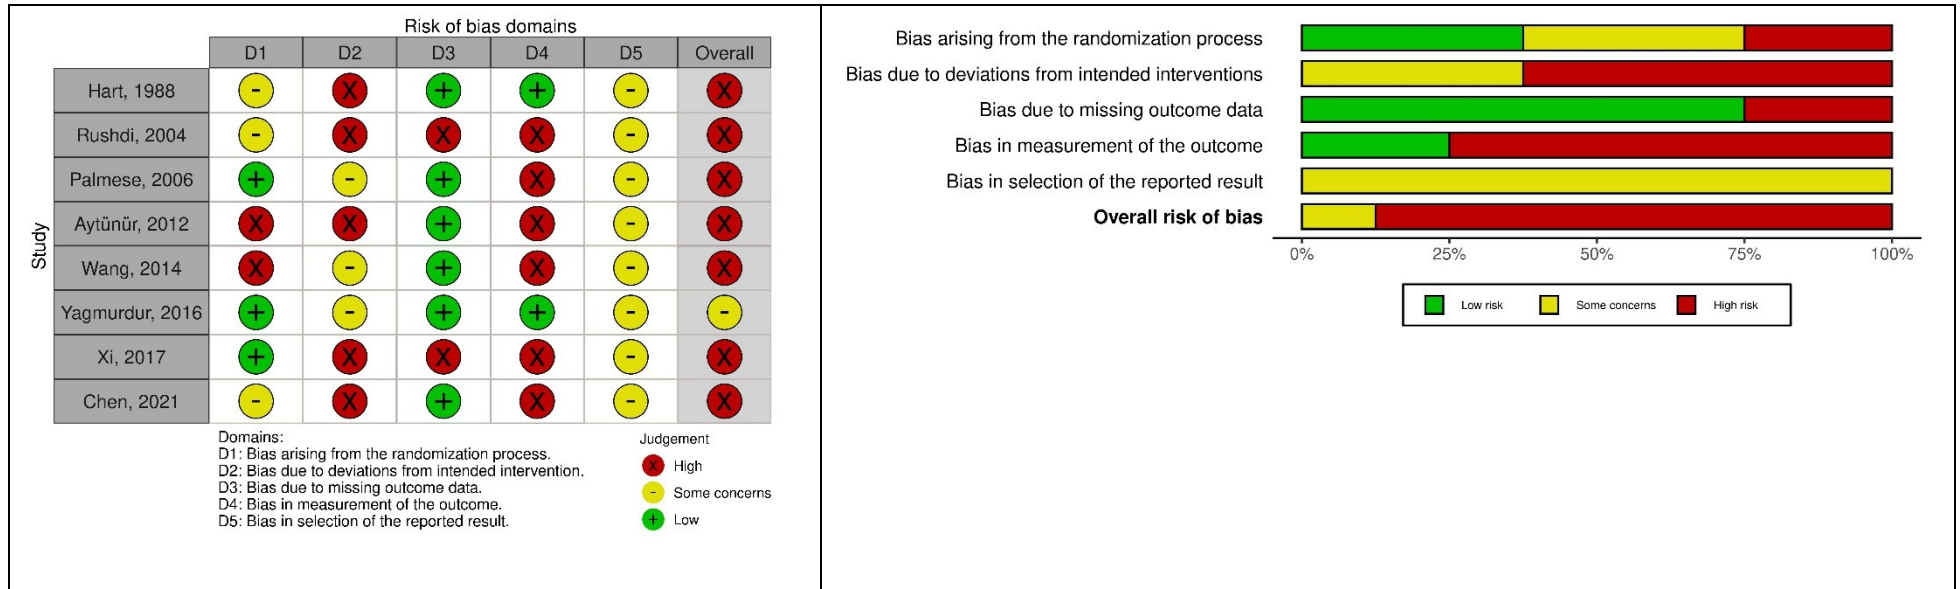 Risk of bias domains
D1 D2 D3 D4 D5 Overall
Study
Hart, 1988 - X + + - X
Rushdi, 2004 - X X X - X
Palmese, 2006 + - + X - X
Aytünür, 2012 X X + X - X
Wang, 2014 X - + X - X
Yagmurdur, 2016 + - + + - -
Xi, 2017 + X X X - X
Chen, 2021 - X + X - X
Domains:
D1: Bias arising from the randomization process.
D2: Bias due to deviations from intended intervention.
D3: Bias due to missing outcome data.
D4: Bias in measurement of the outcome.
D5: Bias in selection of the reported result.
Judgement
X High
- Some concerns
+ Low
Bias arising from the randomization process
Bias due to deviations from intended interventions
Bias due to missing outcome data
Bias in measurement of the outcome
Bias in selection of the reported result
Overall risk of bias
0% 25% 50% 75% 100%
Low risk Some concerns High risk